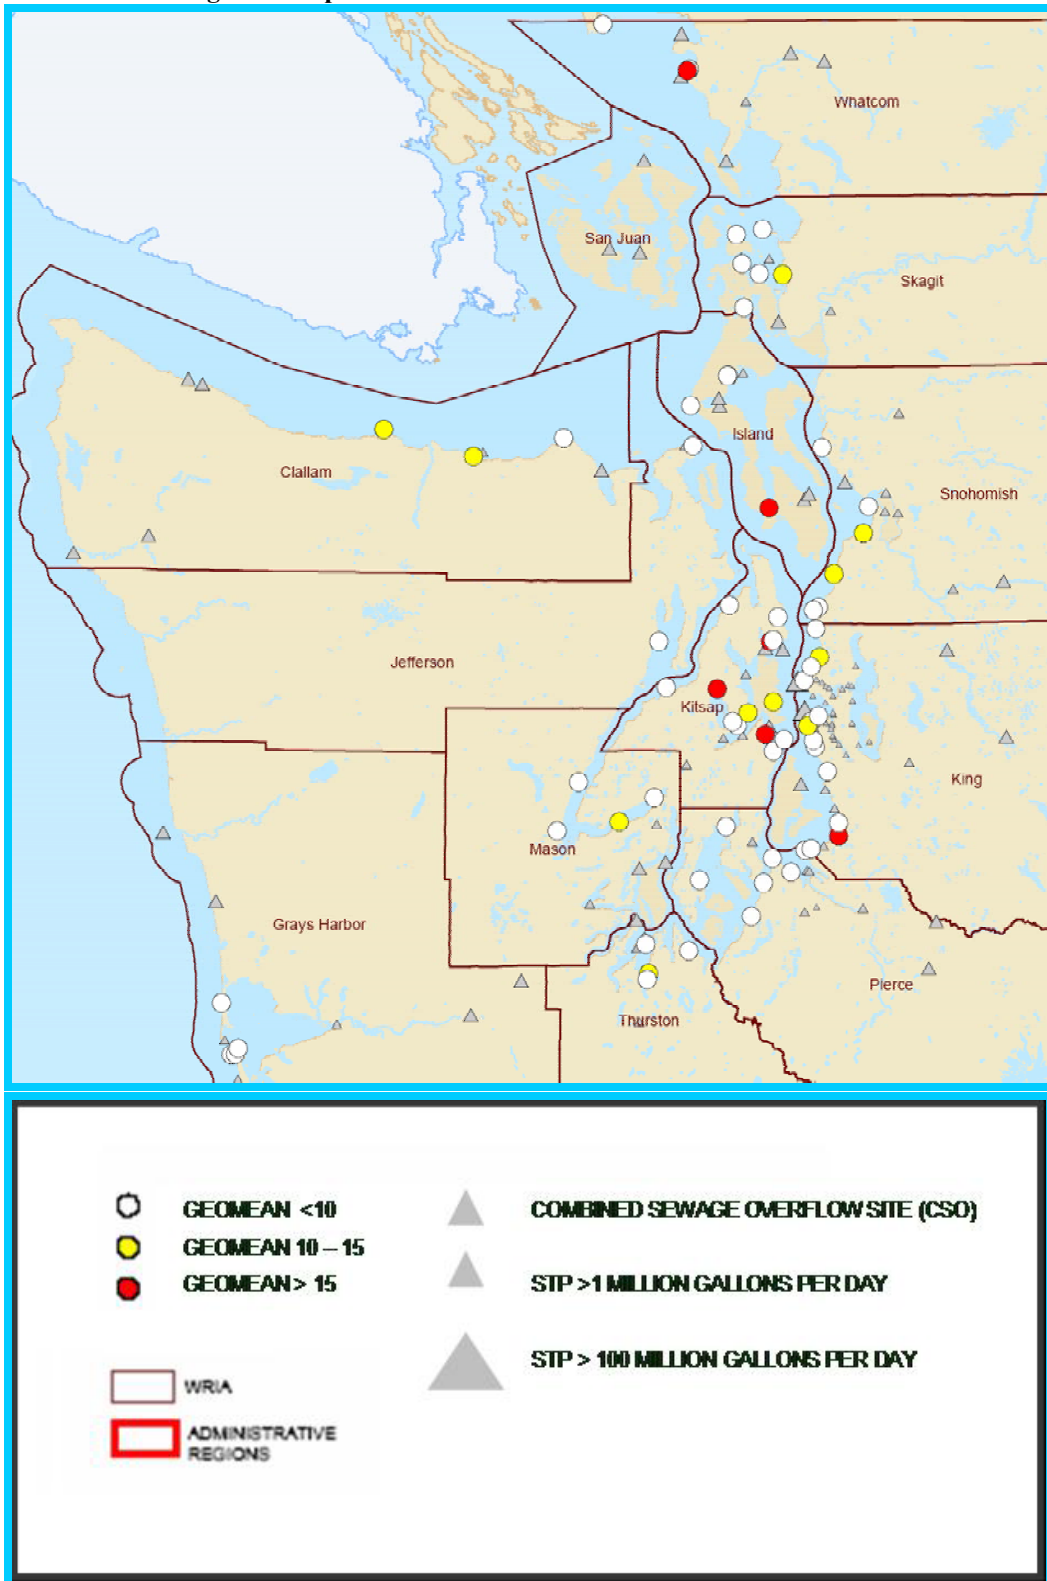 Whatcom
San Juan
Skagit
Island
Clallam
Snohomish
Jefferson
Kitsap
King
Mason
Grays Harbor
Pierce
Thurston
GEOMEAN <10
COMBINED SEWAGE OVERFLOW SITE (CSO)
GEOMEAN 10 – 15
GEOMEAN > 15
STP >1 MILLION GALLONS PER DAY
STP > 100 MILLION GALLONS PER DAY
WRIA
ADMINISTRATIVE
REGIONS